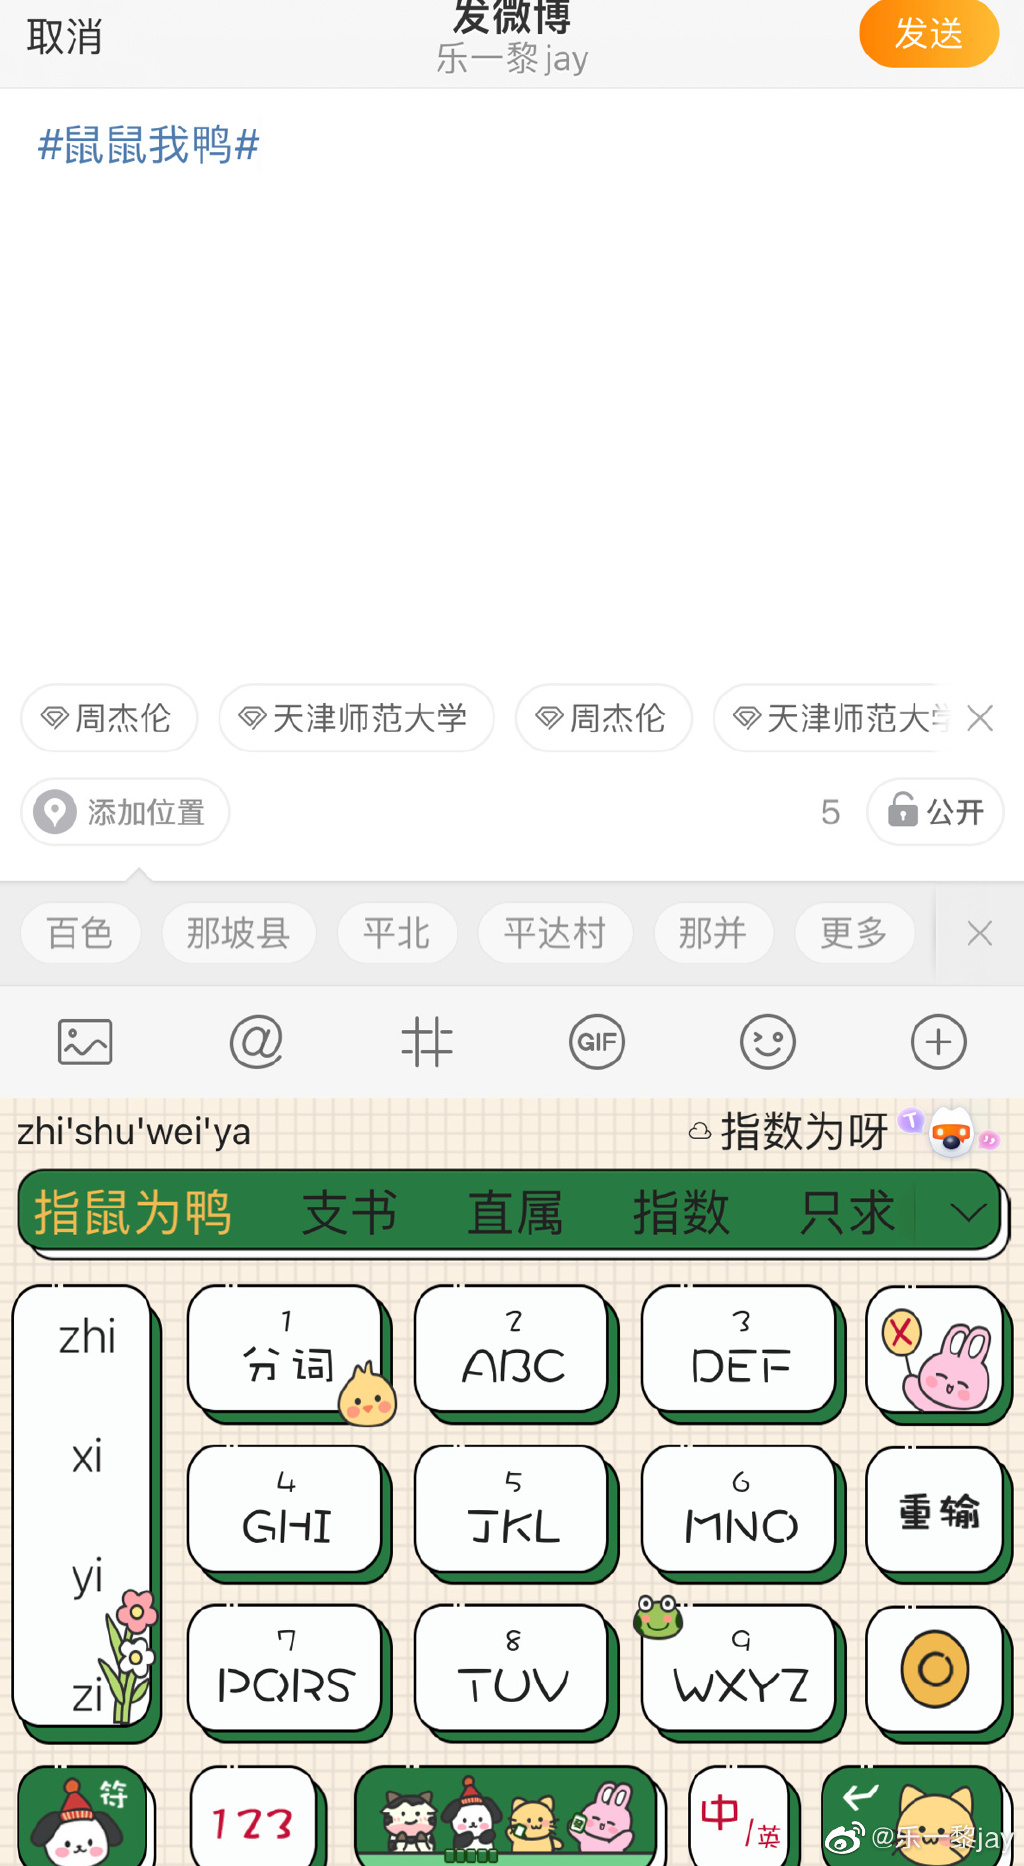 取消
发微博
发送
乐一黎jay
#鼠鼠我鸭#
周杰伦 天津师范大学 周杰伦 天津师范大学
添加位置 5 公开
百色 那坡县 平北 平达村 那并 更多
GIF
zhi'shu'wei'ya 指数为呀
指鼠为鸭 支书 直属 指数 只求
zhi
xi
yi
zi
1 2 3
分词 ABC DEF
4 5 6
GHI JKL MNO 重输
7 8 9
PQRS TUV WXYZ
符 123 中/英
@乐一黎jay